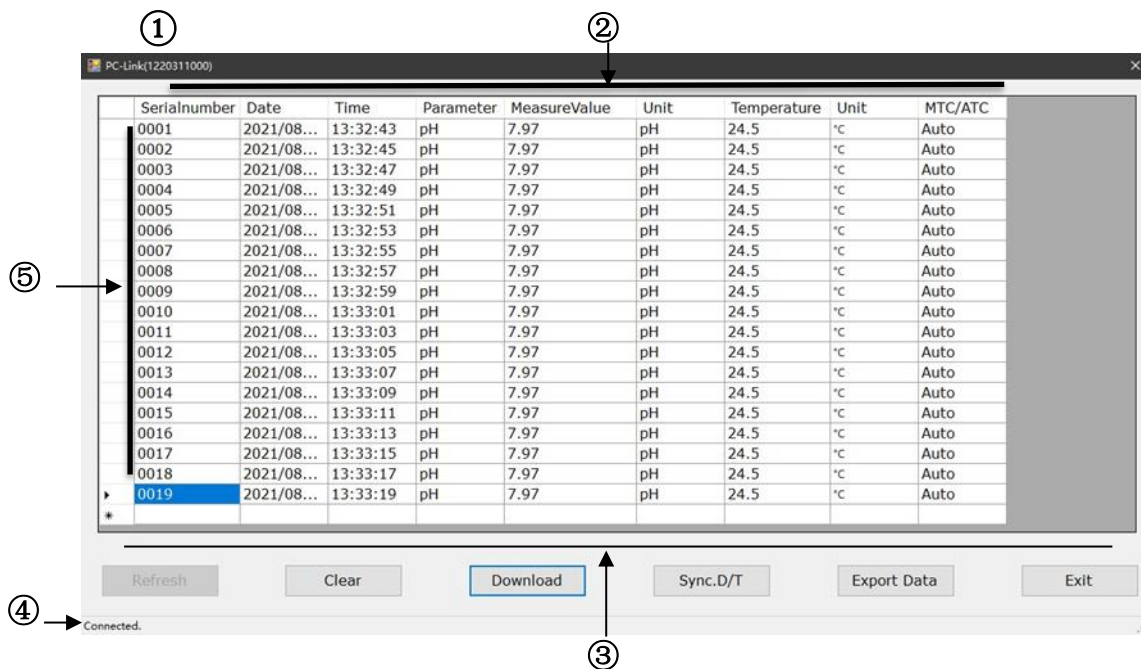 ① ②
PC-Link(1220311000)
Serialnumber Date Time Parameter MeasureValue Unit Temperature Unit MTC/ATC
0001 2021/08... 13:32:43 pH 7.97 pH 24.5 °C Auto
0002 2021/08... 13:32:45 pH 7.97 pH 24.5 °C Auto
0003 2021/08... 13:32:47 pH 7.97 pH 24.5 °C Auto
0004 2021/08... 13:32:49 pH 7.97 pH 24.5 °C Auto
0005 2021/08... 13:32:51 pH 7.97 pH 24.5 °C Auto
0006 2021/08... 13:32:53 pH 7.97 pH 24.5 °C Auto
0007 2021/08... 13:32:55 pH 7.97 pH 24.5 °C Auto
⑤ 0008 2021/08... 13:32:57 pH 7.97 pH 24.5 °C Auto
0009 2021/08... 13:32:59 pH 7.97 pH 24.5 °C Auto
0010 2021/08... 13:33:01 pH 7.97 pH 24.5 °C Auto
0011 2021/08... 13:33:03 pH 7.97 pH 24.5 °C Auto
0012 2021/08... 13:33:05 pH 7.97 pH 24.5 °C Auto
0013 2021/08... 13:33:07 pH 7.97 pH 24.5 °C Auto
0014 2021/08... 13:33:09 pH 7.97 pH 24.5 °C Auto
0015 2021/08... 13:33:11 pH 7.97 pH 24.5 °C Auto
0016 2021/08... 13:33:13 pH 7.97 pH 24.5 °C Auto
0017 2021/08... 13:33:15 pH 7.97 pH 24.5 °C Auto
0018 2021/08... 13:33:17 pH 7.97 pH 24.5 °C Auto
0019 2021/08... 13:33:19 pH 7.97 pH 24.5 °C Auto
Refresh Clear Download Sync.D/T Export Data Exit
④ Connected.
③